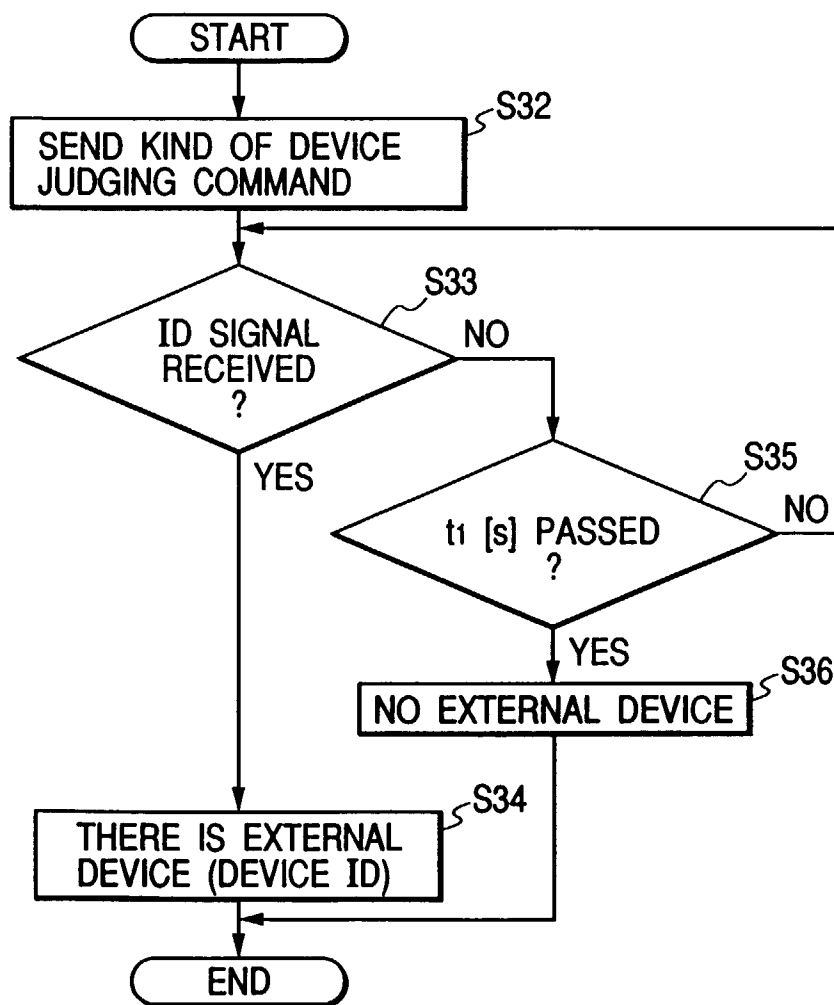 START
S32
SEND KIND OF DEVICE
JUDGING COMMAND
S33
ID SIGNAL
RECEIVED
?
NO
YES
S35
t1 [s] PASSED
?
NO
YES
S36
NO EXTERNAL DEVICE
S34
THERE IS EXTERNAL
DEVICE (DEVICE ID)
END